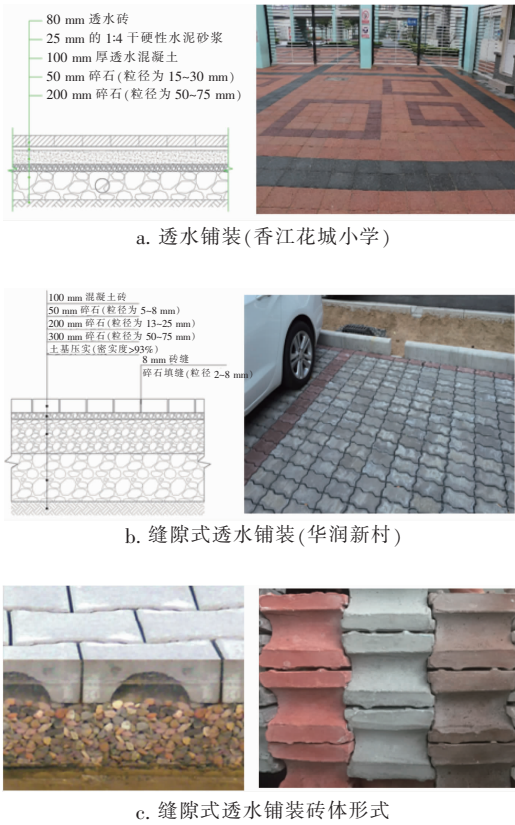 80 mm 透水砖
25 mm 的 1∶4 干硬性水泥砂浆
100 mm 厚透水混凝土
50 mm 碎石(粒径为 15~30 mm)
200 mm 碎石(粒径为 50~75 mm)
a. 透水铺装(香江花城小学)
100 mm 混凝土砖
50 mm 碎石(粒径为 5~8 mm)
200 mm 碎石(粒径为 13~25 mm)
300 mm 碎石(粒径为 50~75 mm)
土基压实(密实度>93%)
8 mm 砖缝
碎石填缝(粒径 2~8 mm)
b. 缝隙式透水铺装(华润新村)
c. 缝隙式透水铺装砖体形式